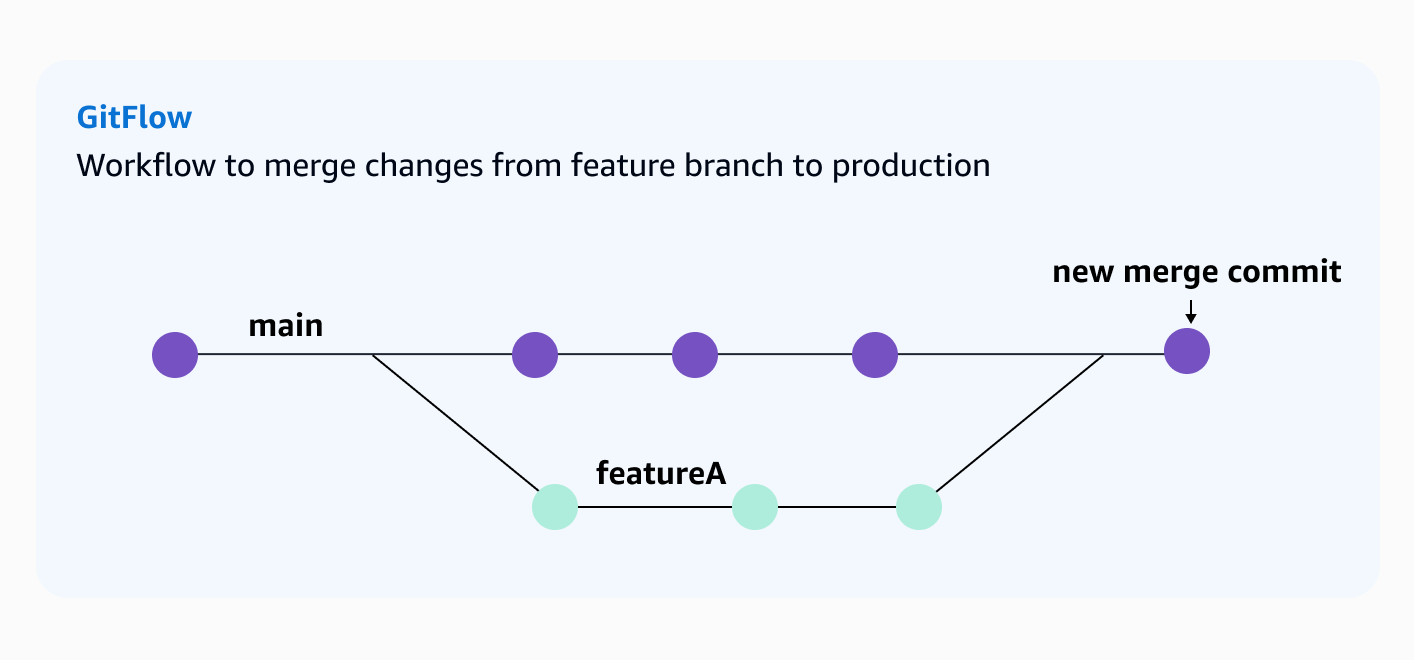 GitFlow
Workflow to merge changes from feature branch to production
new merge commit
main
featureA